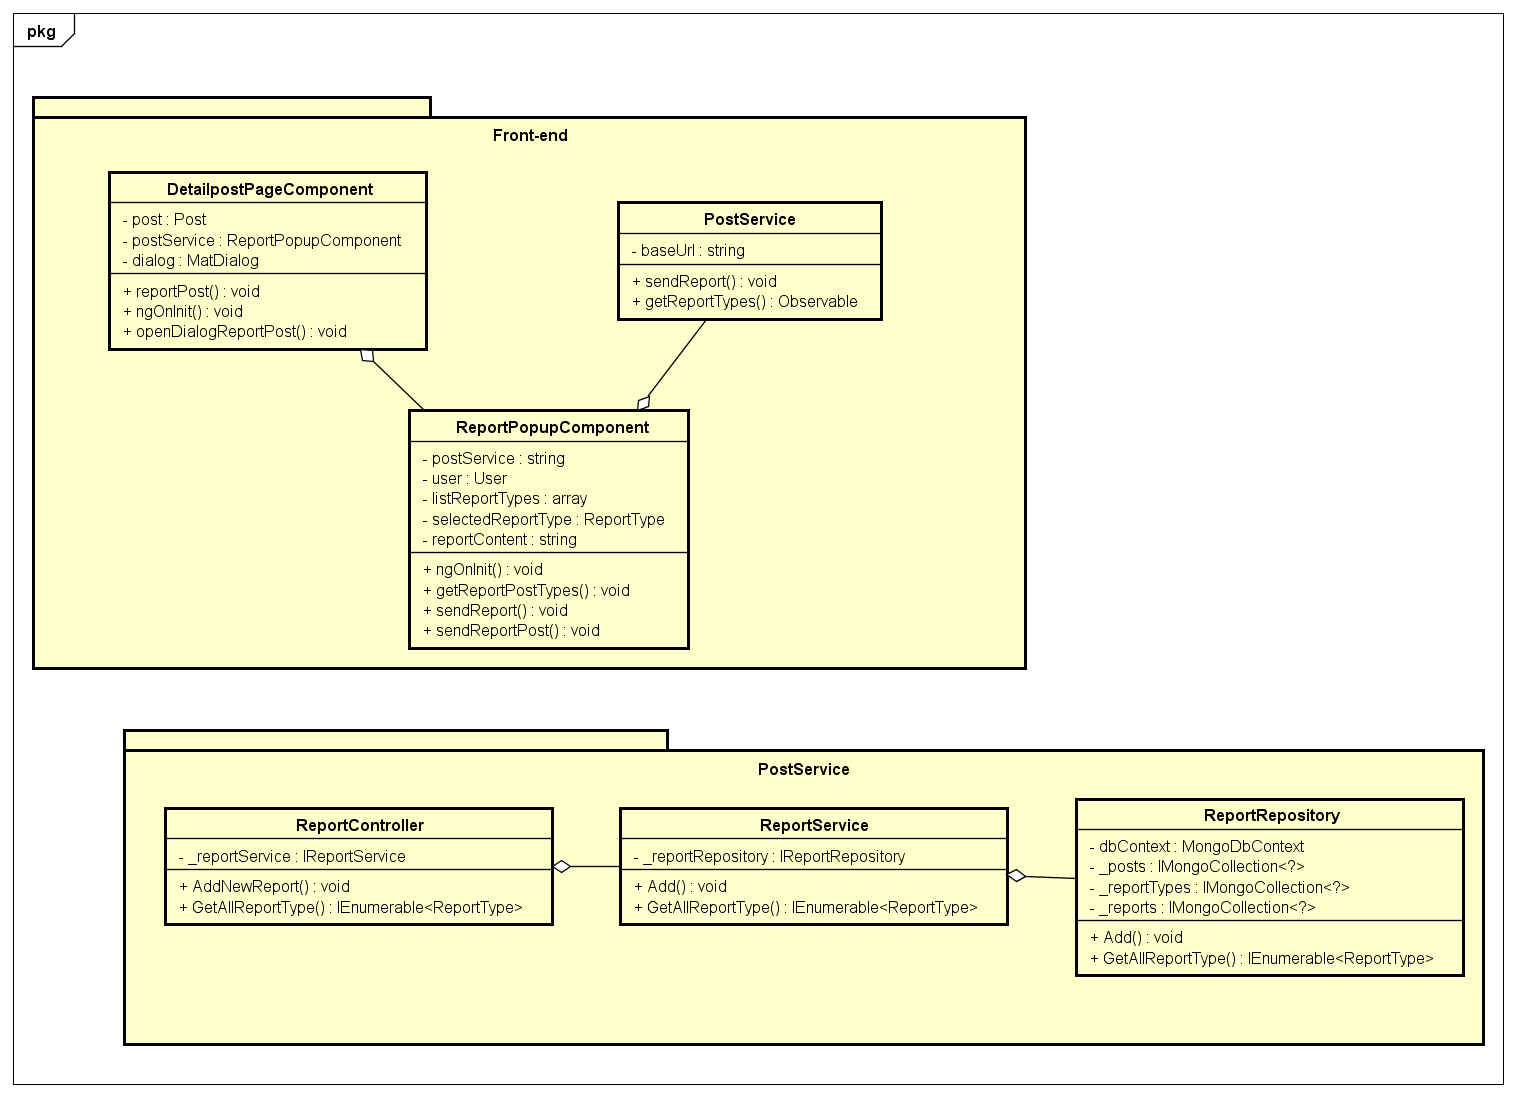 pkg
Front-end
DetailpostPageComponent
- post : Post
- postService : ReportPopupComponent
- dialog : MatDialog
+ reportPost() : void
+ ngOnInit() : void
+ openDialogReportPost() : void
PostService
- baseUrl : string
+ sendReport() : void
+ getReportTypes() : Observable
ReportPopupComponent
- postService : string
- user : User
- listReportTypes : array
- selectedReportType : ReportType
- reportContent : string
+ ngOnInit() : void
+ getReportPostTypes() : void
+ sendReport() : void
+ sendReportPost() : void
PostService
ReportController
- _reportService : IReportService
+ AddNewReport() : void
+ GetAllReportType() : IEnumerable<ReportType>
ReportService
- _reportRepository : IReportRepository
+ Add() : void
+ GetAllReportType() : IEnumerable<ReportType>
ReportRepository
- dbContext : MongoDbContext
- _posts : IMongoCollection<?>
- _reportTypes : IMongoCollection<?>
- _reports : IMongoCollection<?>
+ Add() : void
+ GetAllReportType() : IEnumerable<ReportType>